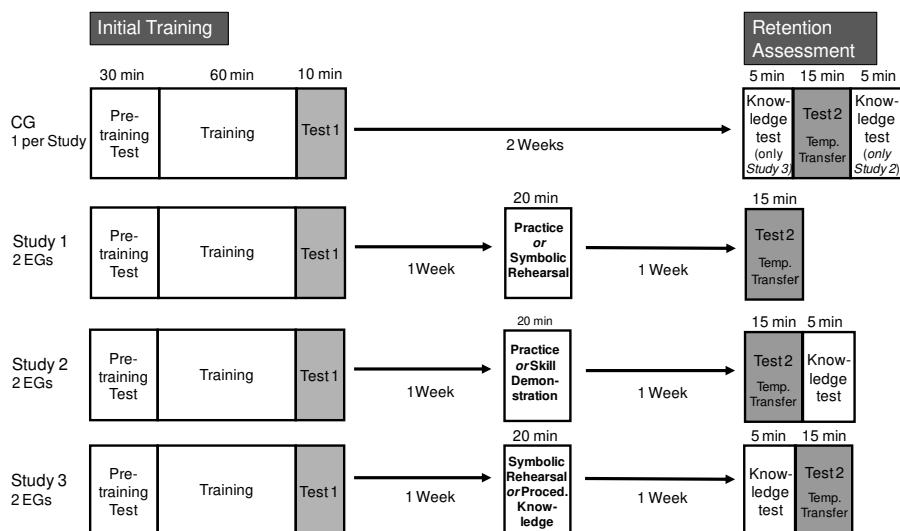 Initial Training
Retention
Assessment
30 min
60 min
10 min
5 min
15 min
5 min
CG
1 per Study
Pre-
training
Test
Training
Test 1
2 Weeks
Know-
ledge
test
(only
Study 3)
Test 2
Temp.
Transfer
Know-
ledge
test
(only
Study 2)
Study 1
2 EGs
Pre-
training
Test
Training
Test 1
1 Week
20 min
Practice
or
Symbolic
Rehearsal
1 Week
15 min
Test 2
Temp.
Transfer
Study 2
2 EGs
Pre-
training
Test
Training
Test 1
1 Week
20 min
Practice
or Skill
Demon-
stration
1 Week
15 min
5 min
Test 2
Temp.
Transfer
Know-
ledge
test
Study 3
2 EGs
Pre-
training
Test
Training
Test 1
1 Week
20 min
Symbolic
Rehearsal
or Proced.
Knowledge
1 Week
5 min
15 min
Know-
ledge
test
Test 2
Temp.
Transfer